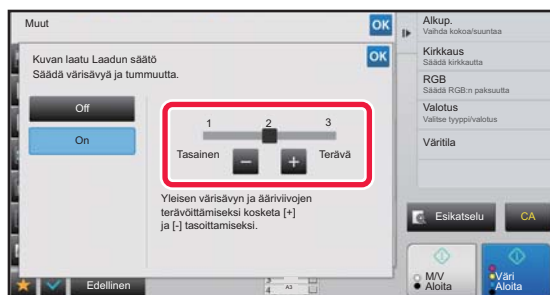 Muut
OK
Kuvan laatu Laadun säätö
OK
Säädä värisävyä ja tummuutta.
Off
On
1 2 3
Tasainen - + Terävä
Yleisen värisävyn ja ääriviivojen
terävöittämiseksi kosketa [+]
ja [-] tasoittamiseksi.
Edellinen
A3
3
4
Alkup.
Vaihda kokoa/suuntaa
Kirkkaus
Säädä kirkkautta
RGB
Säädä RGB:n paksuutta
Valotus
Valitse tyyppi/valotus
Väritila
Esikatselu
CA
M/V
Aloita
Väri
Aloita